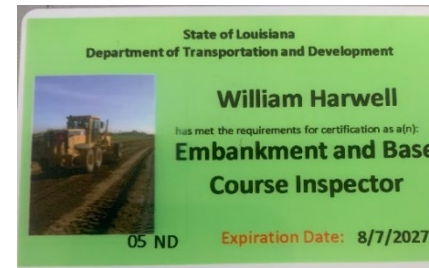 State of Louisiana
Department of Transportation and Development
William Harwell
has met the requirements for certification as a(n):
Embankment and Base
Course Inspector
05 ND
Expiration Date: 8/7/2027